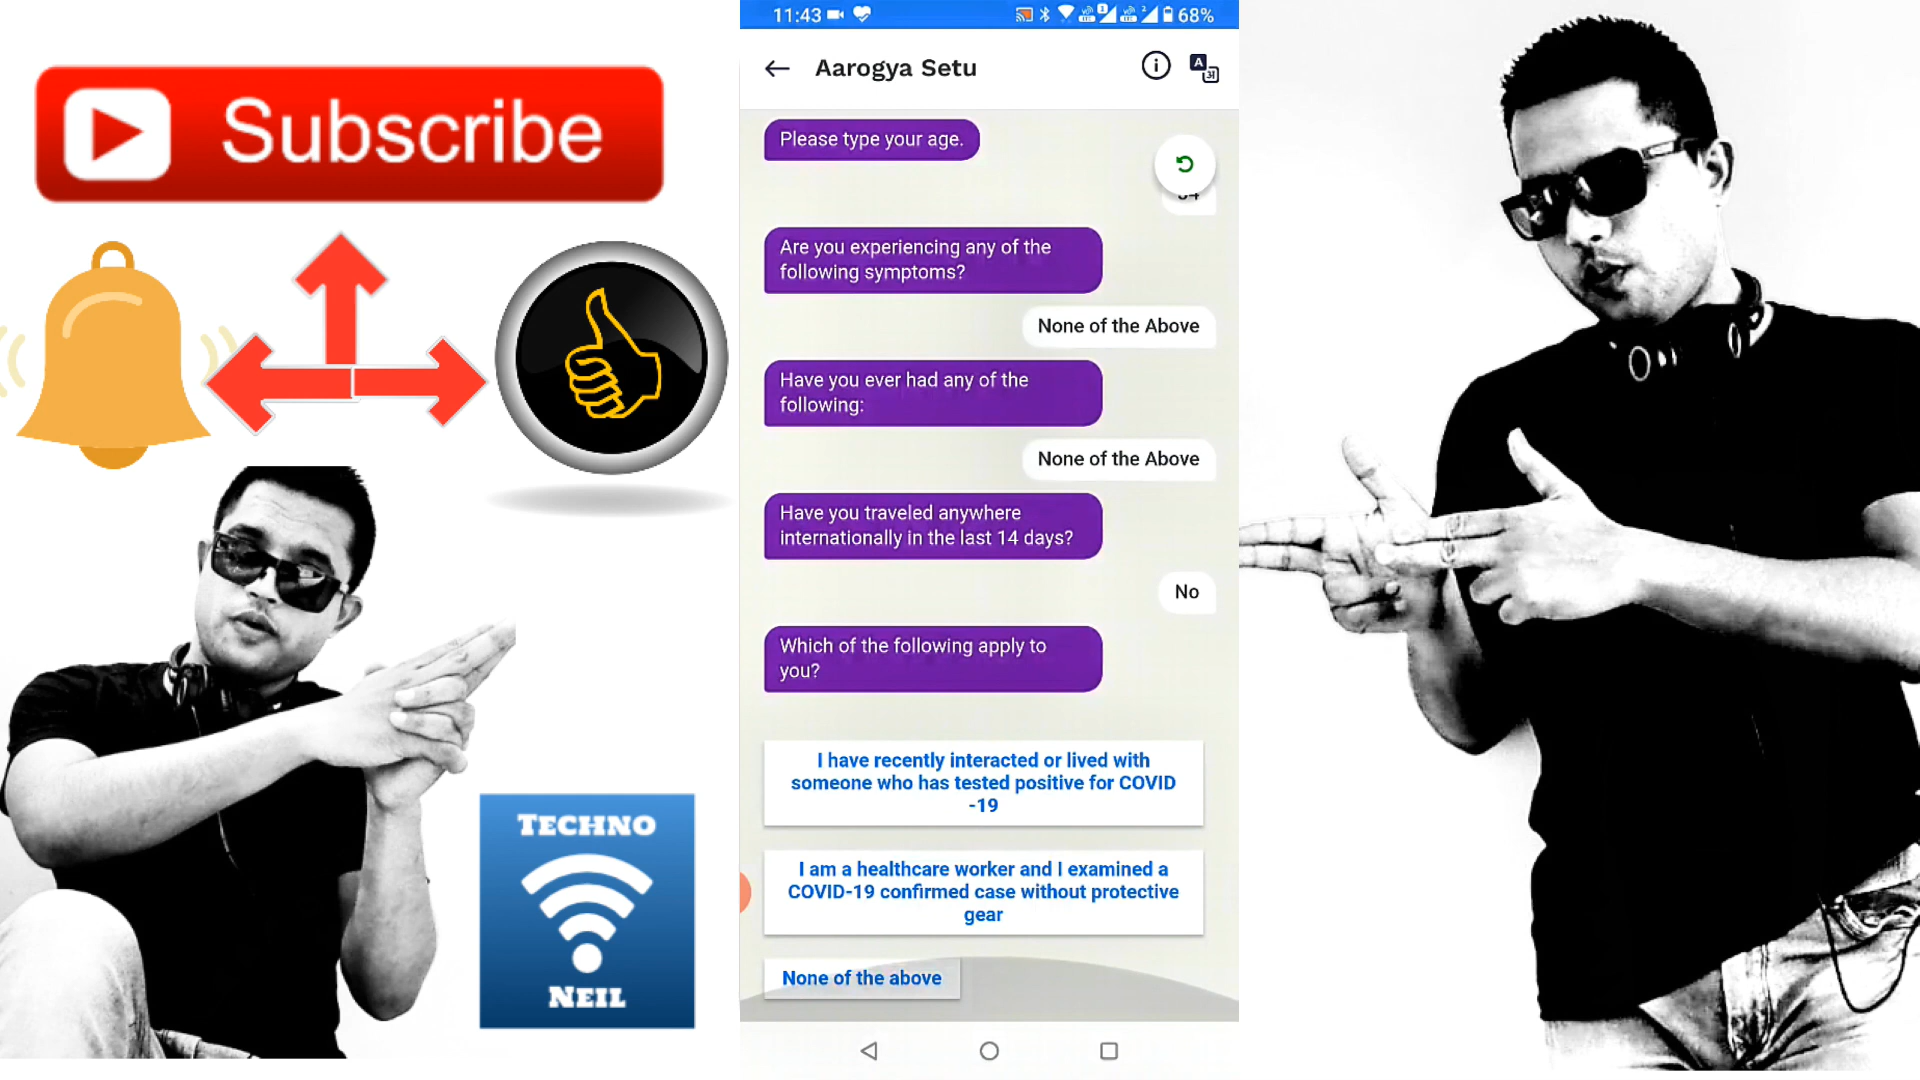 Subscribe
TECHNO
NEIL
11:43
68%
Aarogya Setu
Please type your age.
Are you experiencing any of the
following symptoms?
None of the Above
Have you ever had any of the
following:
None of the Above
Have you traveled anywhere
internationally in the last 14 days?
No
Which of the following apply to
you?
I have recently interacted or lived with
someone who has tested positive for COVID
-19
I am a healthcare worker and I examined a
COVID-19 confirmed case without protective
gear
None of the above